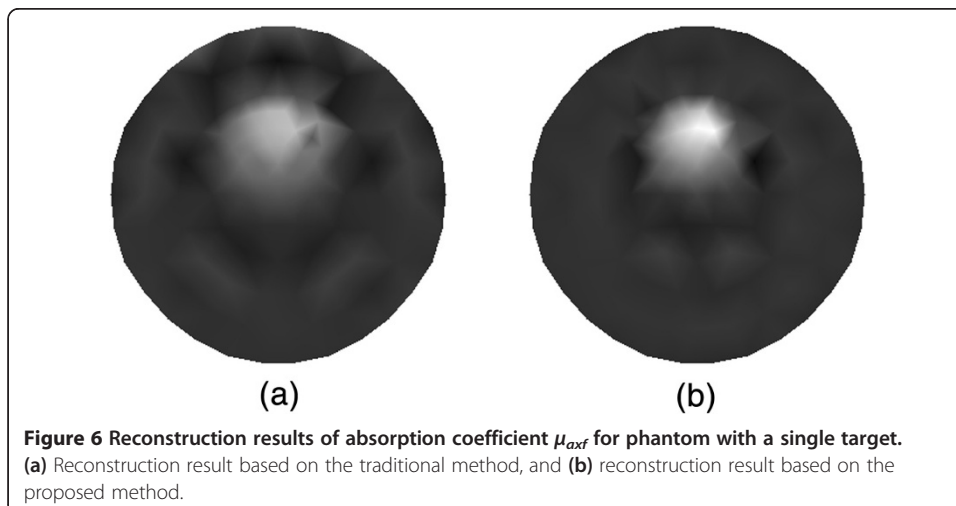 (a)
(b)
Figure 6 Reconstruction results of absorption coefficient μaxf for phantom with a single target.
(a) Reconstruction result based on the traditional method, and (b) reconstruction result based on the
proposed method.